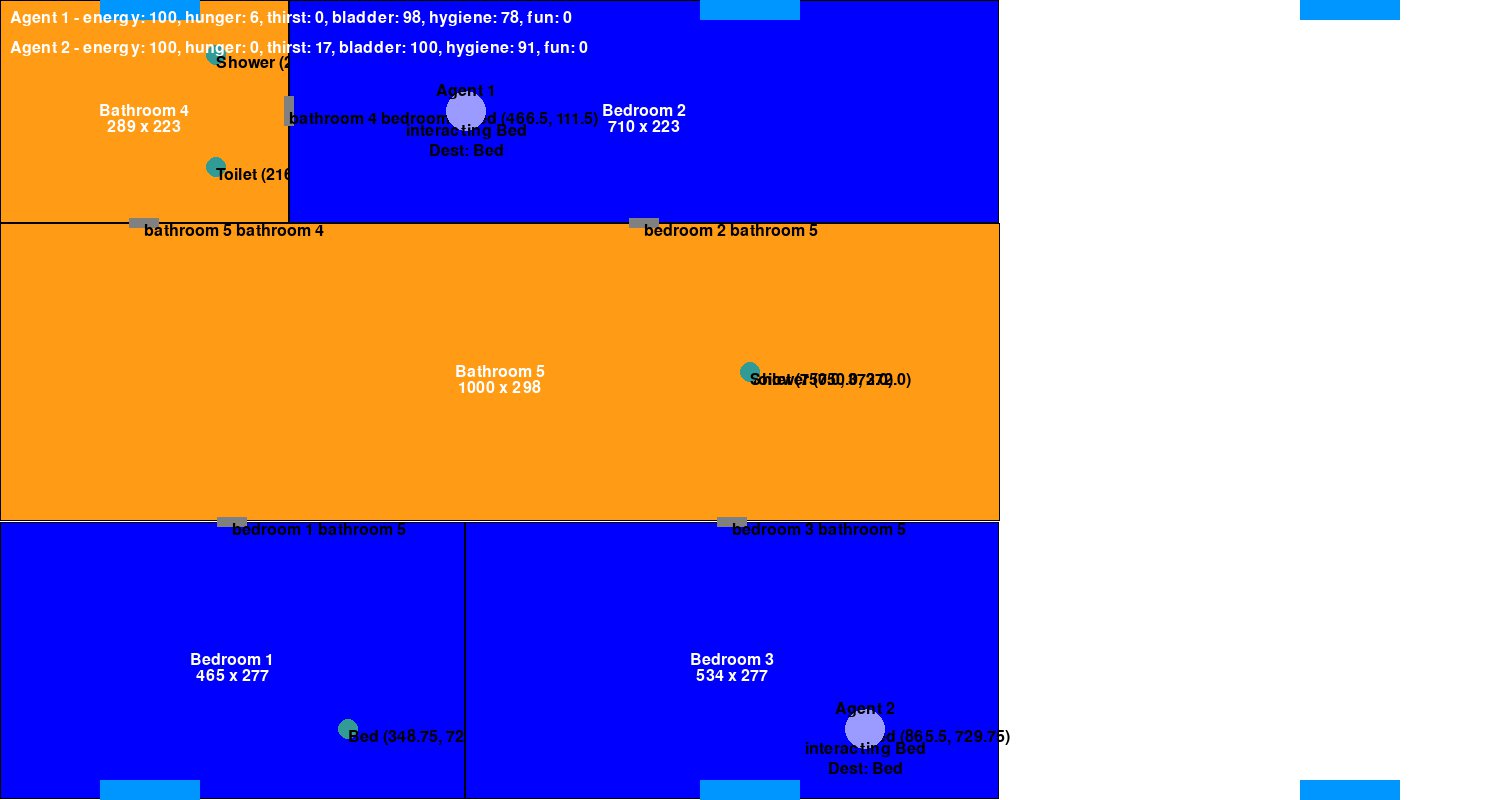 Agent 1 - energy: 100, hunger: 6, thirst: 0, bladder: 98, hygiene: 78, fun: 0
Agent 2 - energy: 100, hunger: 0, thirst: 17, bladder: 100, hygiene: 91, fun: 0
Shower (2
Agent 1
Bathroom 4
289 x 223
Bedroom 2
710 x 223
bathroom 4 bedroom (466.5, 111.5)
interacting Bed
Dest: Bed
Toilet (216
bathroom 5 bathroom 4
bedroom 2 bathroom 5
Bathroom 5
1000 x 298
bedroom 1 bathroom 5
bedroom 3 bathroom 5
Bedroom 1
465 x 277
Bedroom 3
534 x 277
Agent 2
Bed (348.75, 72
(865.5, 729.75)
interacting Bed
Dest: Bed